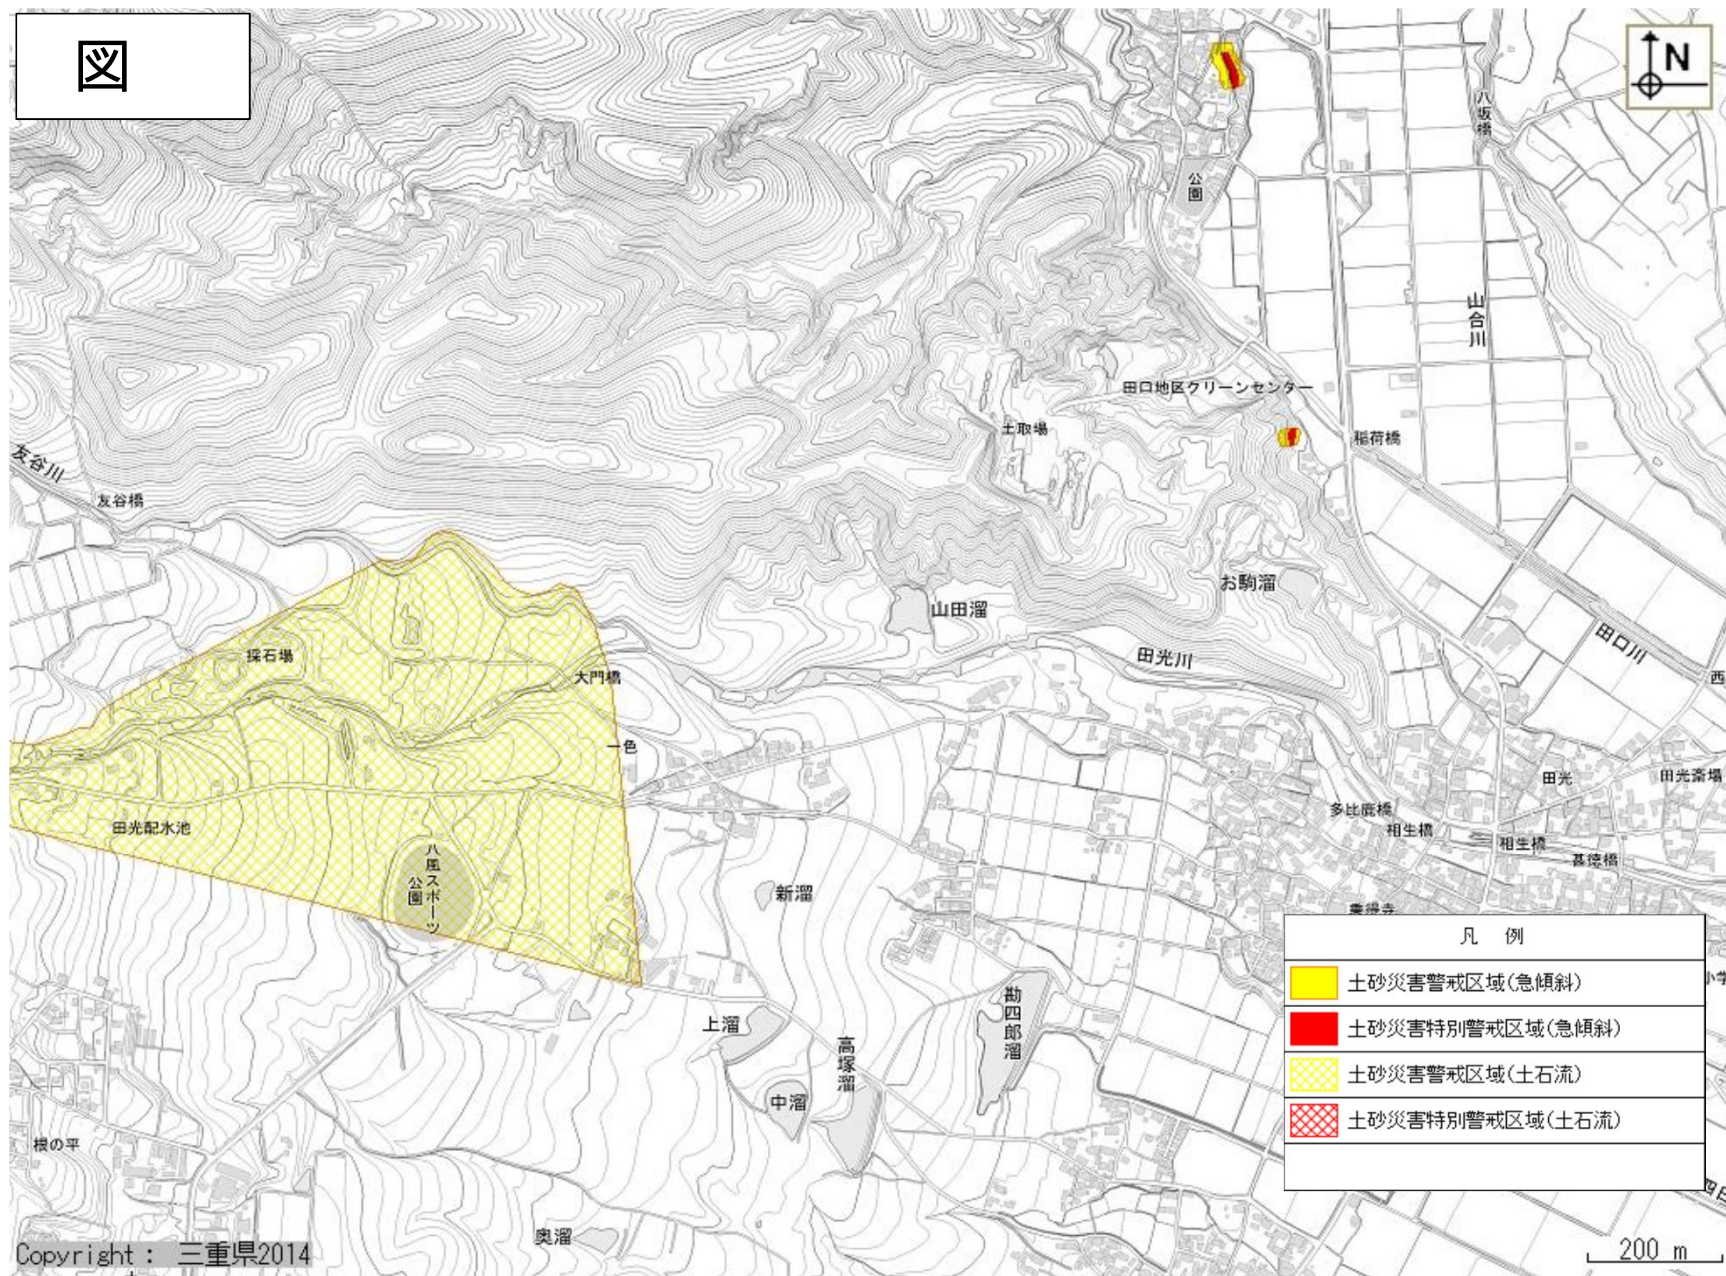 図
N
八坂橋
公園
山合川
田口地区クリーンセンター
土取場
稲荷橋
友谷川
友谷橋
お駒溜
山田溜
田口川
採石場
田光川
大門橋
西
一色
田光
田光斎場
田光配水池
多比鹿橋
相生橋
相生橋
甚徳橋
八風スポーツ
公園
新溜
凡 例
土砂災害警戒区域(急傾斜)
小学
土砂災害特別警戒区域(急傾斜)
土砂災害警戒区域(土石流)
土砂災害特別警戒区域(土石流)
勘四郎溜
上溜
高塚溜
中溜
根の平
四日
奥溜
Copyright : 三重県2014
200 m